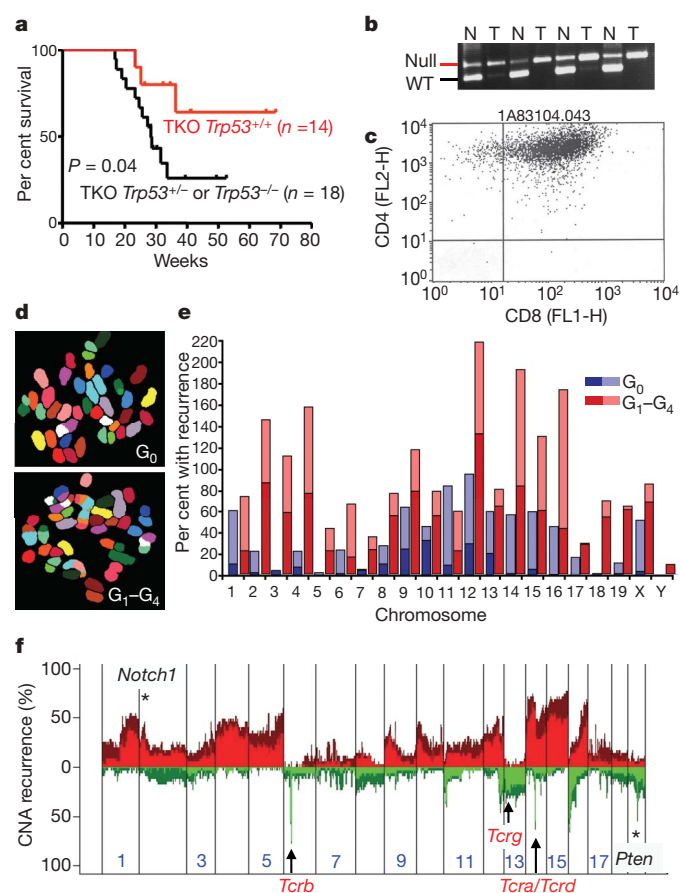 a
Per cent survival
100
50
0
TKO Trp53+/+ (n =14)
P = 0.04
TKO Trp53+/– or Trp53–/– (n = 18)
0 10 20 30 40 50 60 70 80
Weeks
b
N T N T N T N T
Null
WT
c
1A83104.043
CD4 (FL2-H)
10⁴
10³
10¹
10⁰
10⁰ 10¹ 10² 10³ 10⁴
CD8 (FL1-H)
d
G₀
G₁–G₄
e
Per cent with recurrence
220
200
180
160
140
120
100
80
60
40
20
0
G₀
G₁–G₄
1 2 3 4 5 6 7 8 9 10 11 12 13 14 15 16 17 18 19 X Y
Chromosome
f
CNA recurrence (%)
100
50
0
50
100
Notch1
*
1 3 5 7 9 11 13 15 17
Tcrb
Tcrg
Tcra/Tcrd
*
Pten